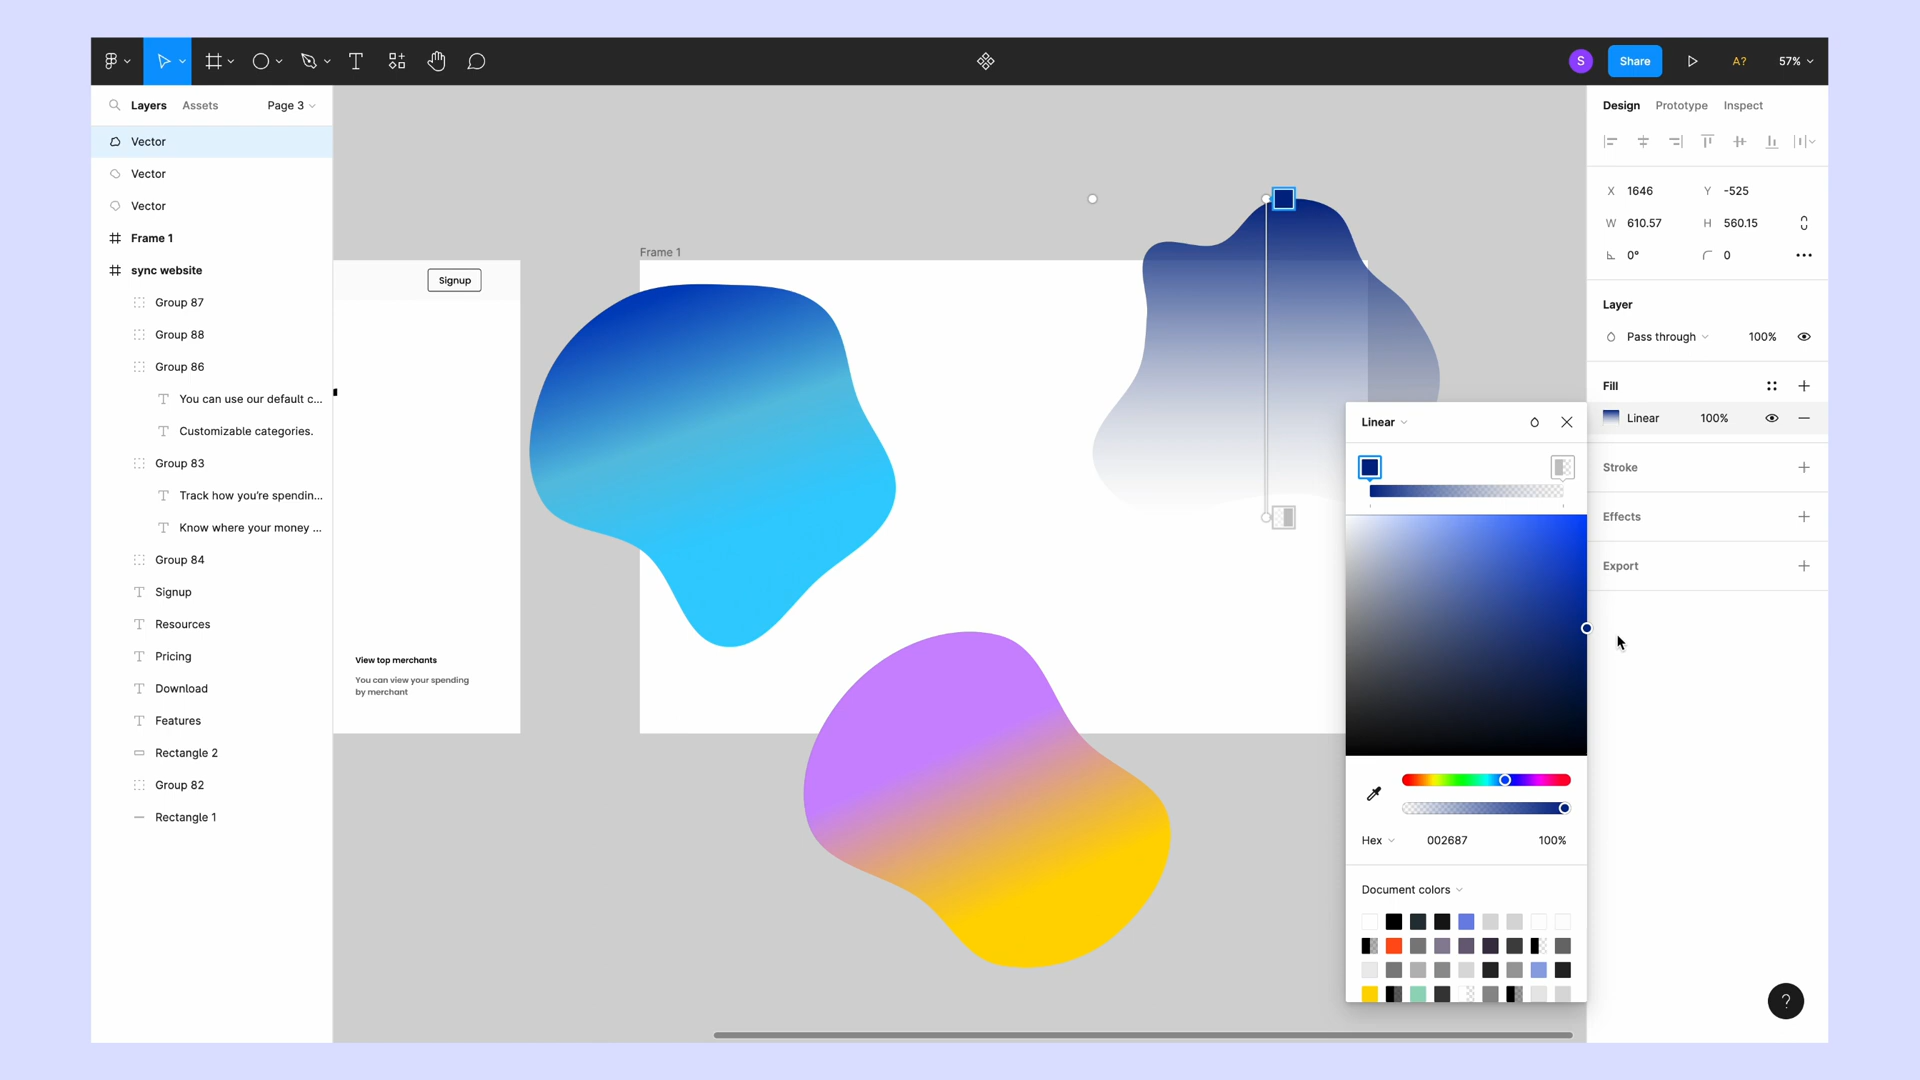 S
Share
A?
57%
Layers
Assets
Page 3
Vector
Vector
Vector
Frame 1
sync website
Group 87
Group 88
Group 86
You can use our default c...
Customizable categories.
Group 83
Track how you're spendin...
Know where your money ...
Group 84
Signup
Resources
Pricing
Download
Features
Rectangle 2
Group 82
Rectangle 1
Frame 1
Signup
View top merchants
You can view your spending
by merchant
Linear
Hex
002687
100%
Document colors
Design
Prototype
Inspect
X 1646
Y -525
W 610.57
H 560.15
0°
0
Layer
Pass through
100%
Fill
Linear
100%
Stroke
Effects
Export
?